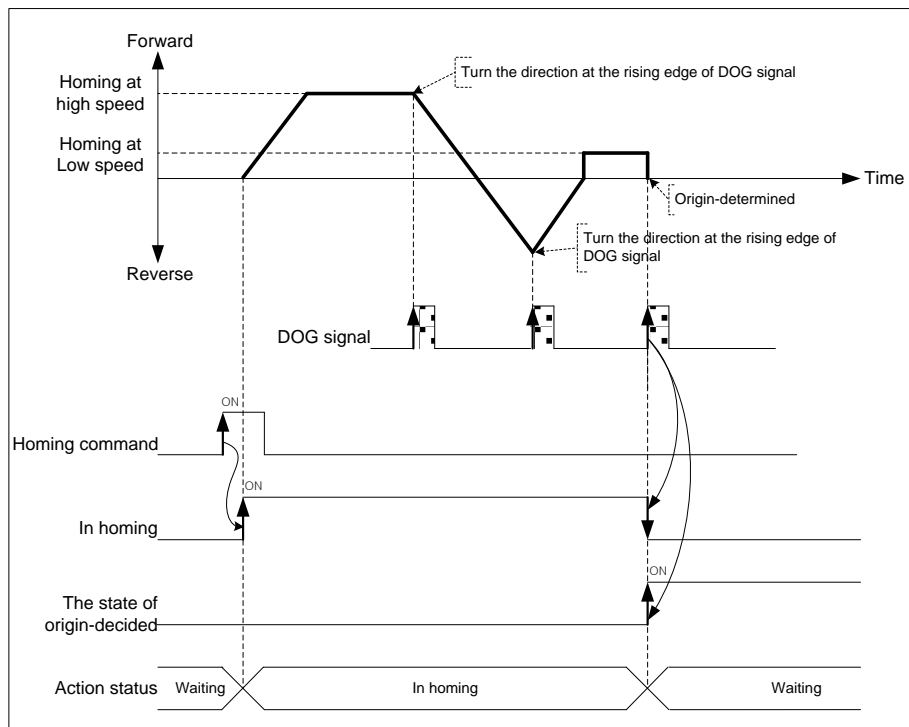 Forward
Homing at
high speed
Turn the direction at the rising edge of DOG signal
Homing at
Low speed
Time
Origin-determined
Turn the direction at the rising edge of
DOG signal
Reverse
DOG signal
ON
Homing command
ON
In homing
ON
The state of
origin-decided
Action status
Waiting
In homing
Waiting